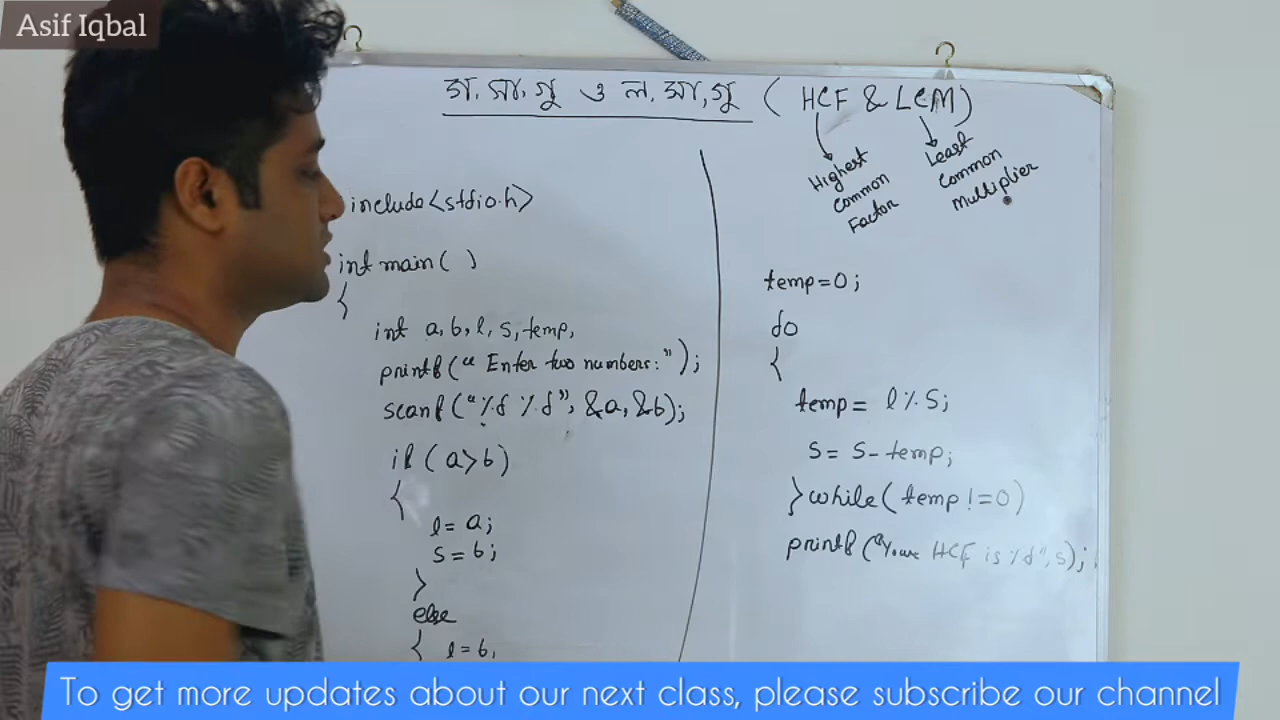 Asif Iqbal
গ. সা. গু ও ল. সা. গু ( HCF & LCM)
Highest
Common
Factor
Least
Common
Multiplier
include<stdio.h>
int main( )
{
int a, b, l, s, temp,
printf(“ Enter two numbers:”);
scanf(“%d %d”, &a, &b);
if( a>b)
{
l= a;
s= b;
}
else
{ l= b,
temp=0;
do
{
temp= l%s;
s= s- temp;
}while(temp !=0)
printf(“Your HCF is %d”, s);
To get more updates about our next class, please subscribe our channel